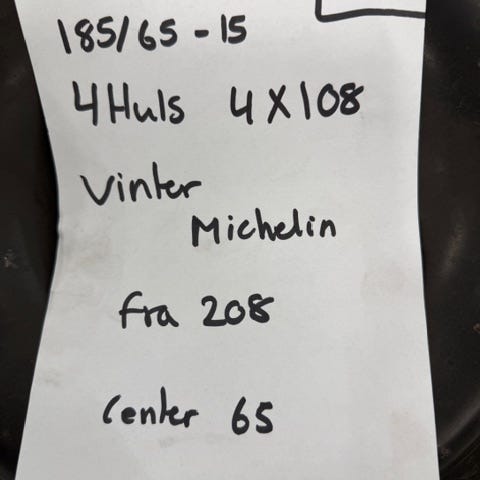 185/65-15
4Huls 4X108
Vinter
Michelin
fra 208
Center 65